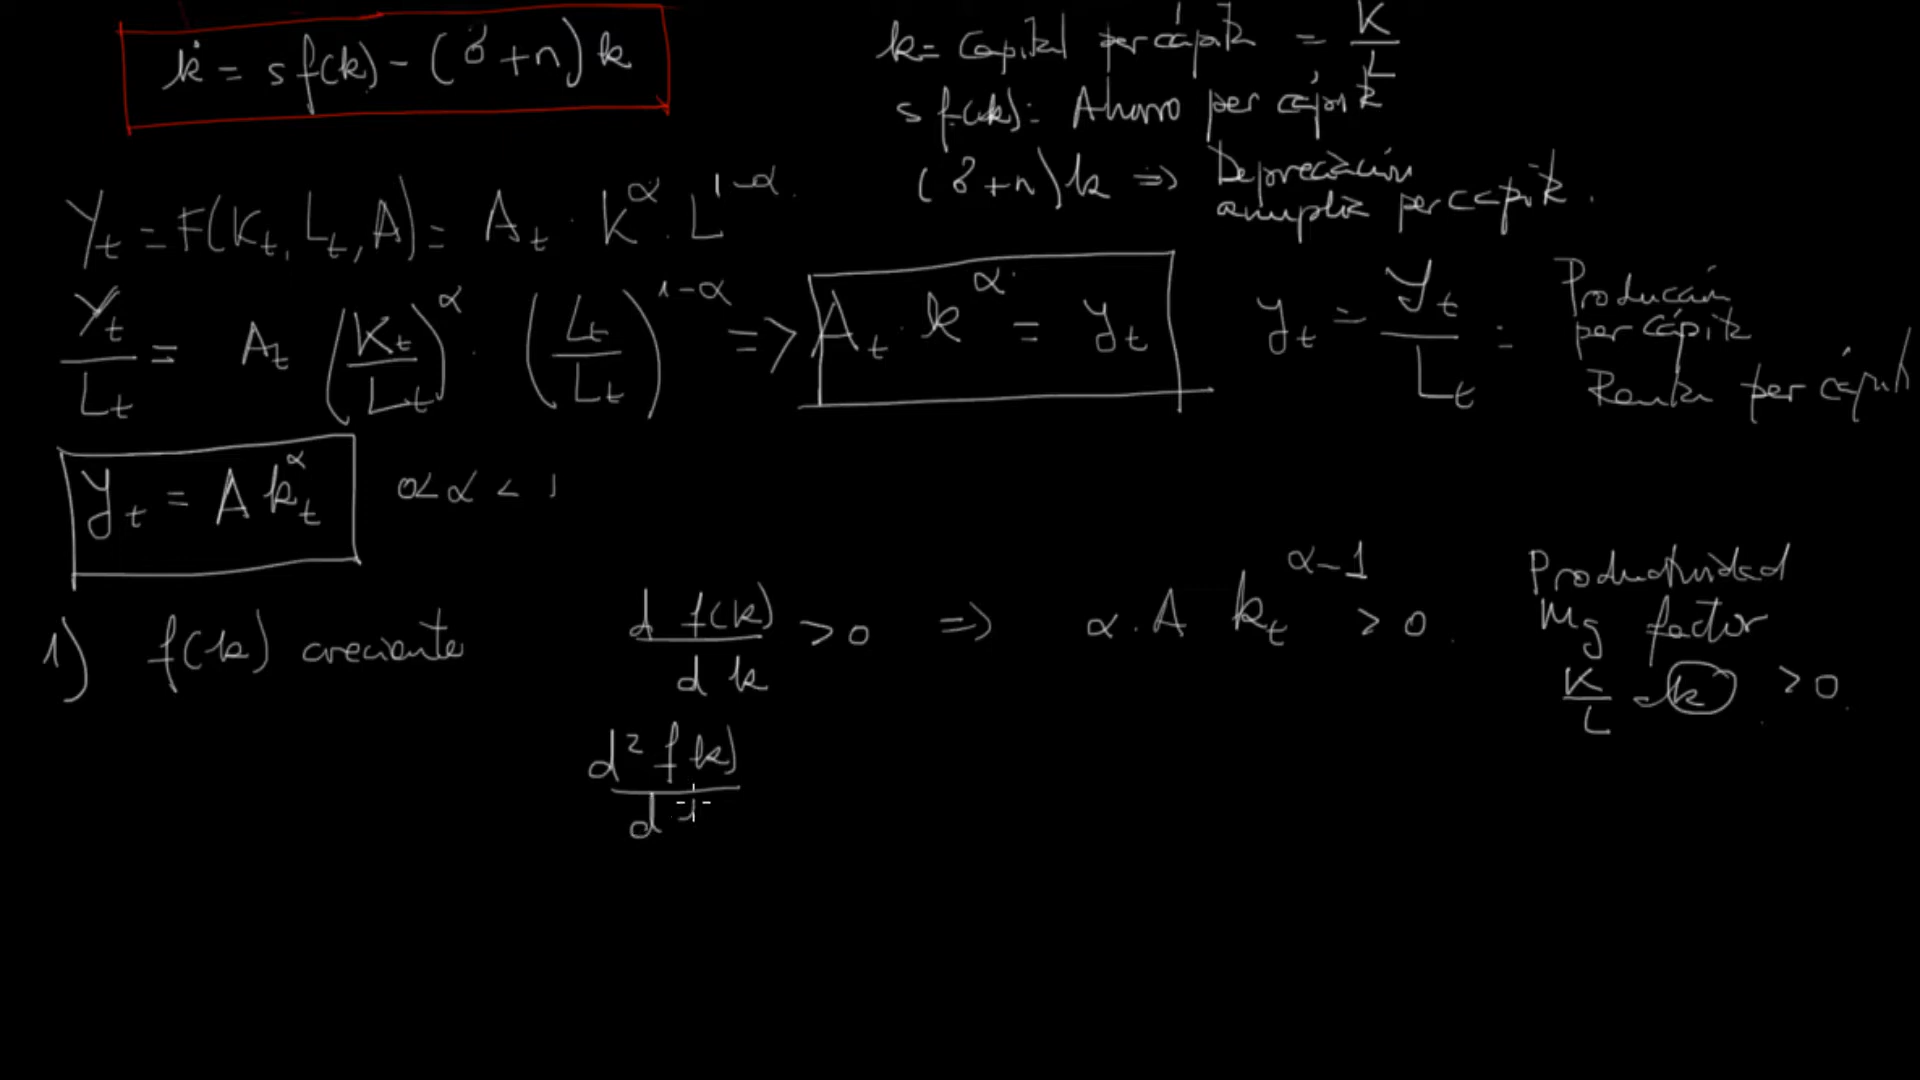 k̇ = s f(k) - (δ+n) k
k = Capital per cápita = K/L
s f(k): Ahorro per cápita
(δ+n) k => Depreciación
amplia per cápita.
Y_t = F(K_t, L_t, A) = A_t · K^α · L^(1-α)
Y_t/L_t = A_t (K_t/L_t)^α · (L_t/L_t)^(1-α) => A_t · k^α = y_t
y_t = Y_t/L_t = Producción
per cápita
Renta per cápita
y_t = A k_t^α 0<α<1
1) f(k) creciente d f(k)/d k > 0 => α·A k_t^(α-1) > 0
Productividad
Mg factor
K/L = k > 0
d² f(k)
d